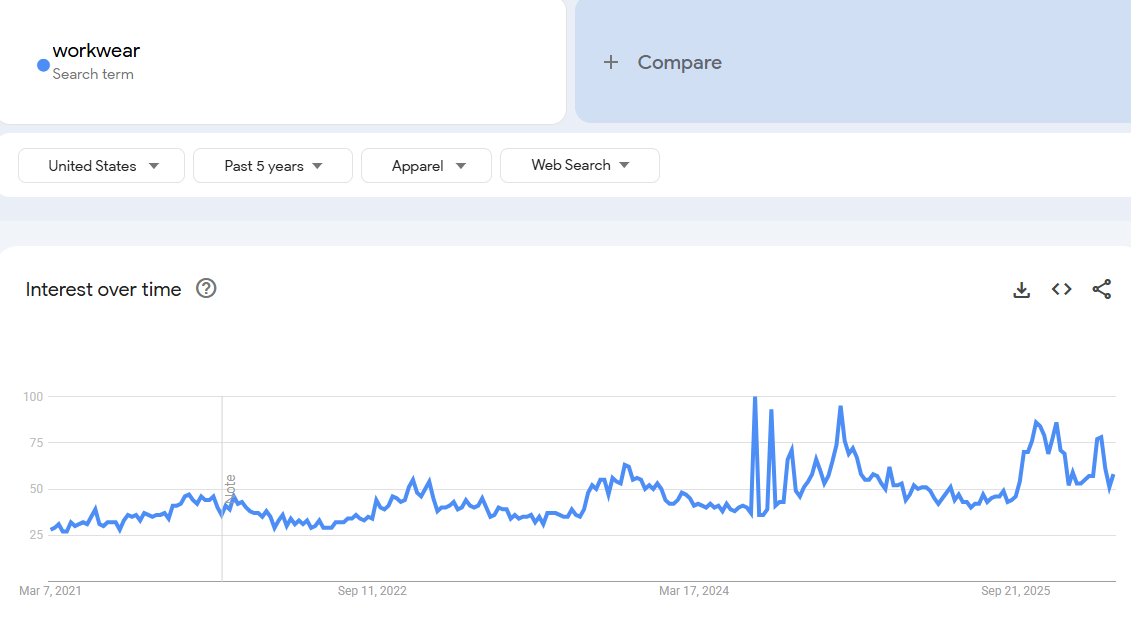 workwear
Search term
+ Compare
United States
Past 5 years
Apparel
Web Search
Interest over time
?
100
75
50
25
Note
Mar 7, 2021
Sep 11, 2022
Mar 17, 2024
Sep 21, 2025